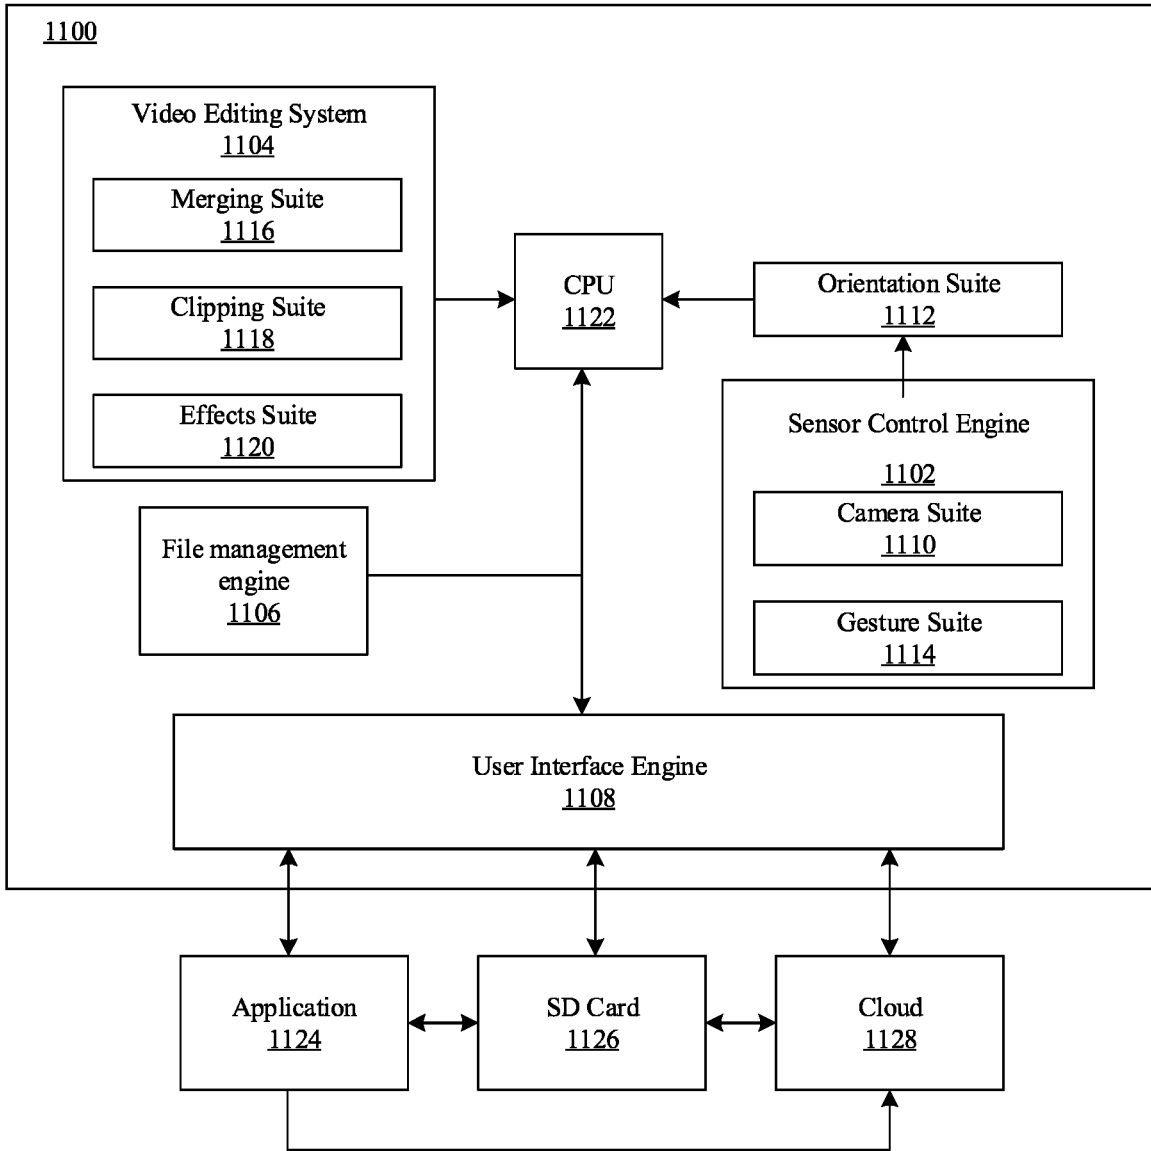 1100
Video Editing System
1104
Merging Suite
1116
Clipping Suite
1118
Effects Suite
1120
CPU
1122
Orientation Suite
1112
Sensor Control Engine
1102
Camera Suite
1110
Gesture Suite
1114
File management
engine
1106
User Interface Engine
1108
Application
1124
SD Card
1126
Cloud
1128